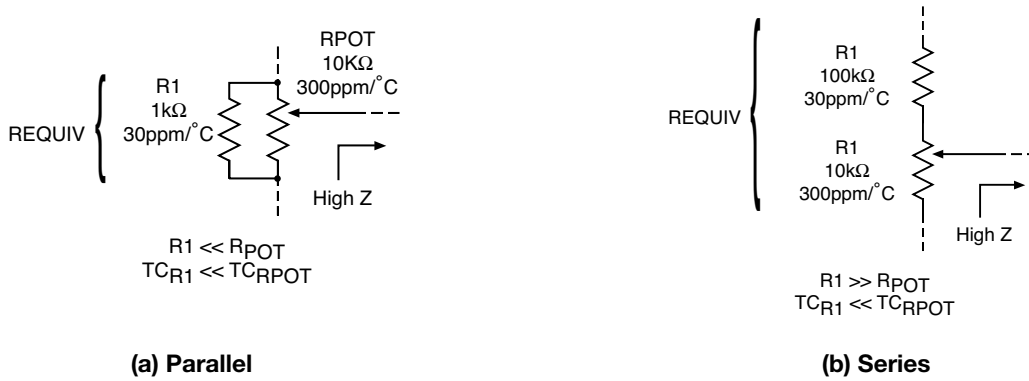 REQUIV
R1
1kΩ
30ppm/°C
RPOT
10KΩ
300ppm/°C
High Z
R1 << RPOT
TCR1 << TCRPOT
(a) Parallel
REQUIV
R1
100kΩ
30ppm/°C
R1
10kΩ
300ppm/°C
High Z
R1 >> RPOT
TCR1 << TCRPOT
(b) Series